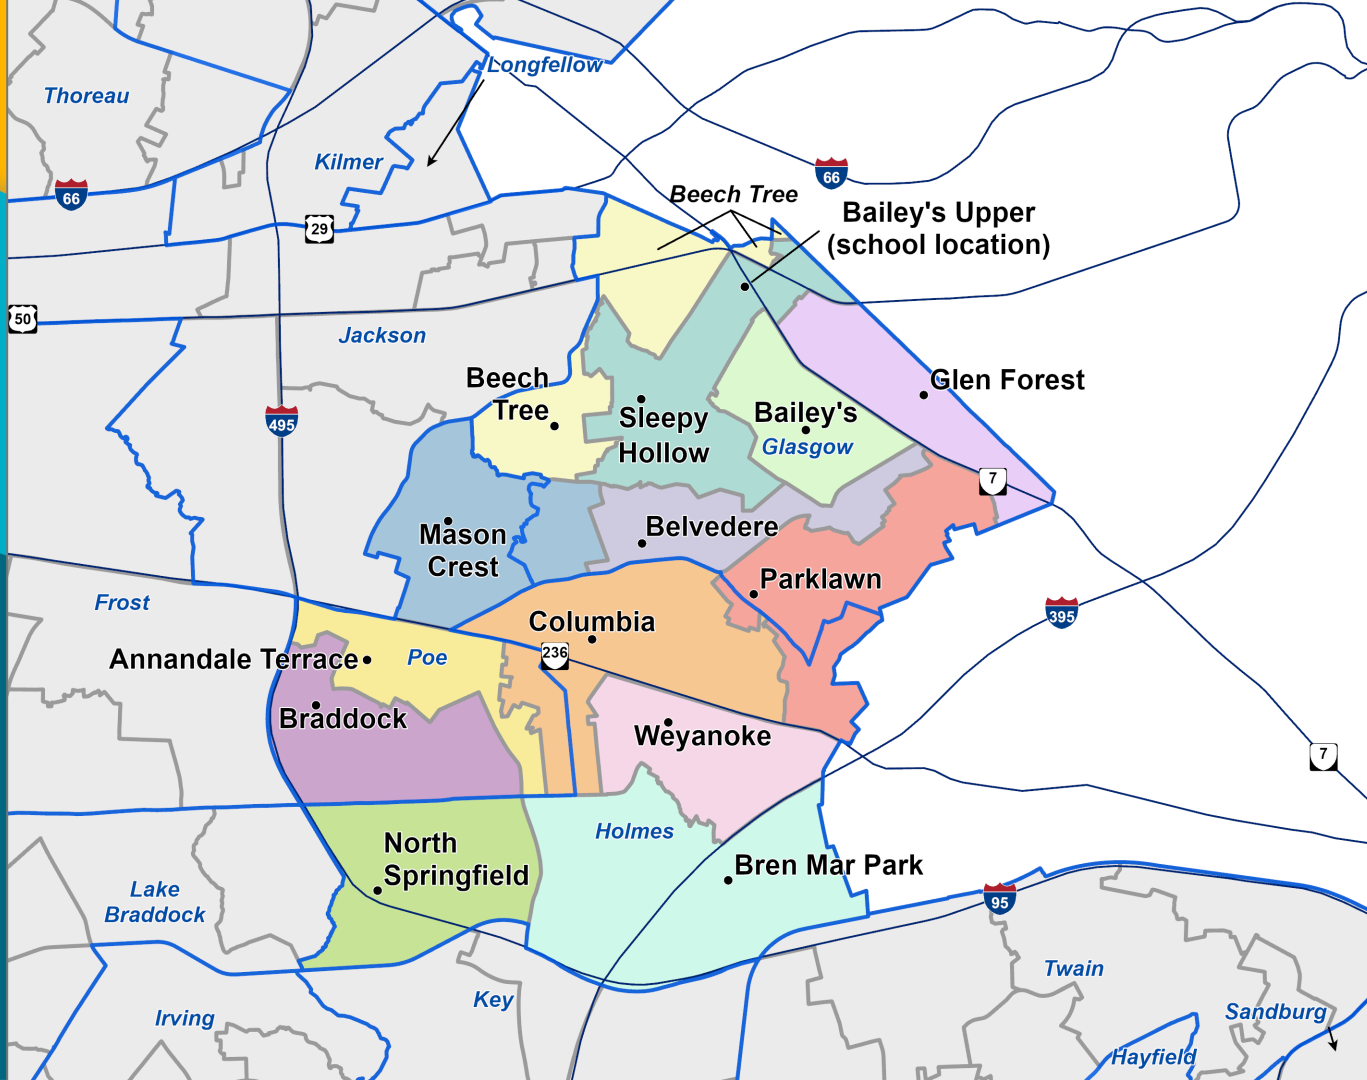 Longfellow
Thoreau
Kilmer
66
66
Beech Tree
Bailey's Upper
(school location)
29
50
Jackson
Beech
Tree
Glen Forest
495
Sleepy
Hollow
Bailey's
Glasgow
7
Mason
Crest
Belvedere
Parklawn
Frost
395
Columbia
236
Annandale Terrace
Poe
Braddock
Weyanoke
7
Holmes
North
Springfield
Bren Mar Park
Lake
Braddock
95
Twain
Key
Irving
Sandburg
Hayfield